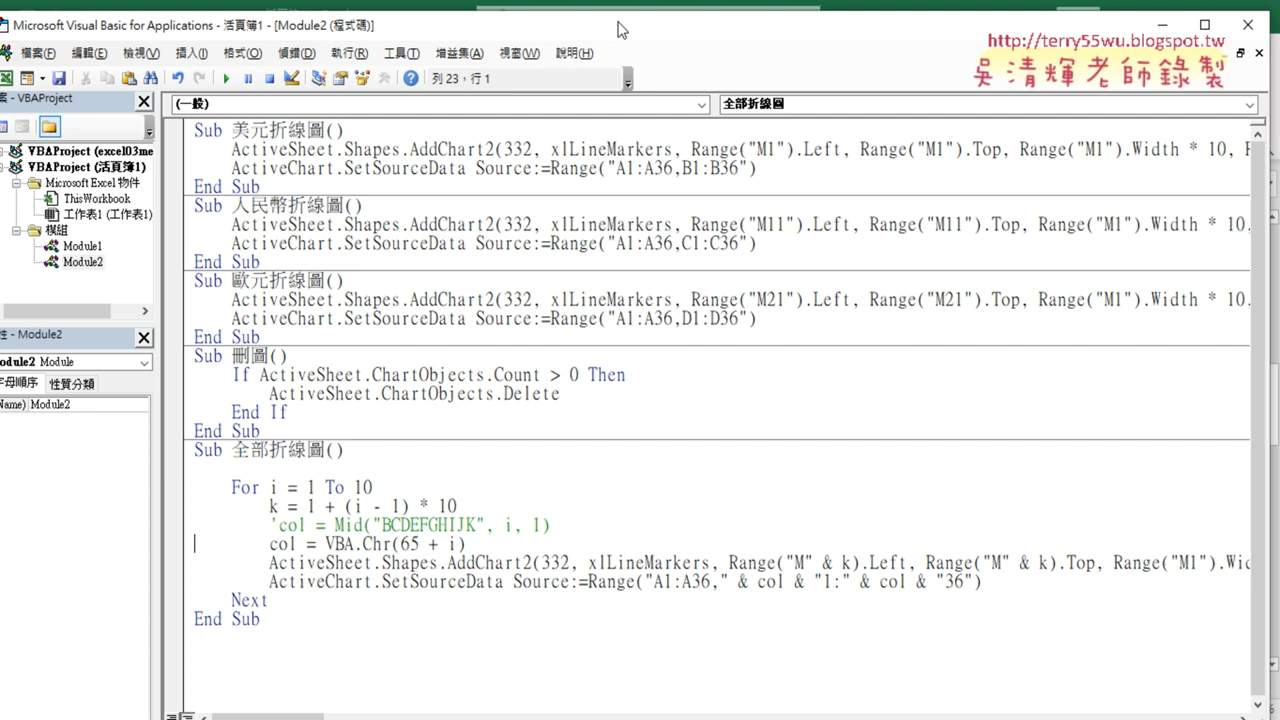 Microsoft Visual Basic for Applications - 活頁簿1 - [Module2 (程式碼)]
http://terry55wu.blogspot.tw
吳清輝老師錄製
檔案(F) 編輯(E) 檢視(V) 插入(I) 格式(O) 偵錯(D) 執行(R) 工具(T) 增益集(A) 視窗(W) 說明(H)
列 23，行 1
案 - VBAProject
(一般)
全部折線圖
VBAProject (excel03me
VBAProject (活頁簿1)
Microsoft Excel 物件
ThisWorkbook
工作表1 (工作表1)
模組
Module1
Module2
性 - Module2
odule2 Module
字母順序 性質分類
Name) Module2
Sub 美元折線圖()
ActiveSheet.Shapes.AddChart2(332, xlLineMarkers, Range("M1").Left, Range("M1").Top, Range("M1").Width * 10,
ActiveChart.SetSourceData Source:=Range("A1:A36,B1:B36")
End Sub
Sub 人民幣折線圖()
ActiveSheet.Shapes.AddChart2(332, xlLineMarkers, Range("M11").Left, Range("M11").Top, Range("M1").Width * 10,
ActiveChart.SetSourceData Source:=Range("A1:A36,C1:C36")
End Sub
Sub 歐元折線圖()
ActiveSheet.Shapes.AddChart2(332, xlLineMarkers, Range("M21").Left, Range("M21").Top, Range("M1").Width * 10,
ActiveChart.SetSourceData Source:=Range("A1:A36,D1:D36")
End Sub
Sub 刪圖()
If ActiveSheet.ChartObjects.Count > 0 Then
ActiveSheet.ChartObjects.Delete
End If
End Sub
Sub 全部折線圖()
For i = 1 To 10
k = 1 + (i - 1) * 10
'col = Mid("BCDEFGHIJK", i, 1)
col = VBA.Chr(65 + i)
ActiveSheet.Shapes.AddChart2(332, xlLineMarkers, Range("M" & k).Left, Range("M" & k).Top, Range("M1").Wid
ActiveChart.SetSourceData Source:=Range("A1:A36," & col & "1:" & col & "36")
Next
End Sub